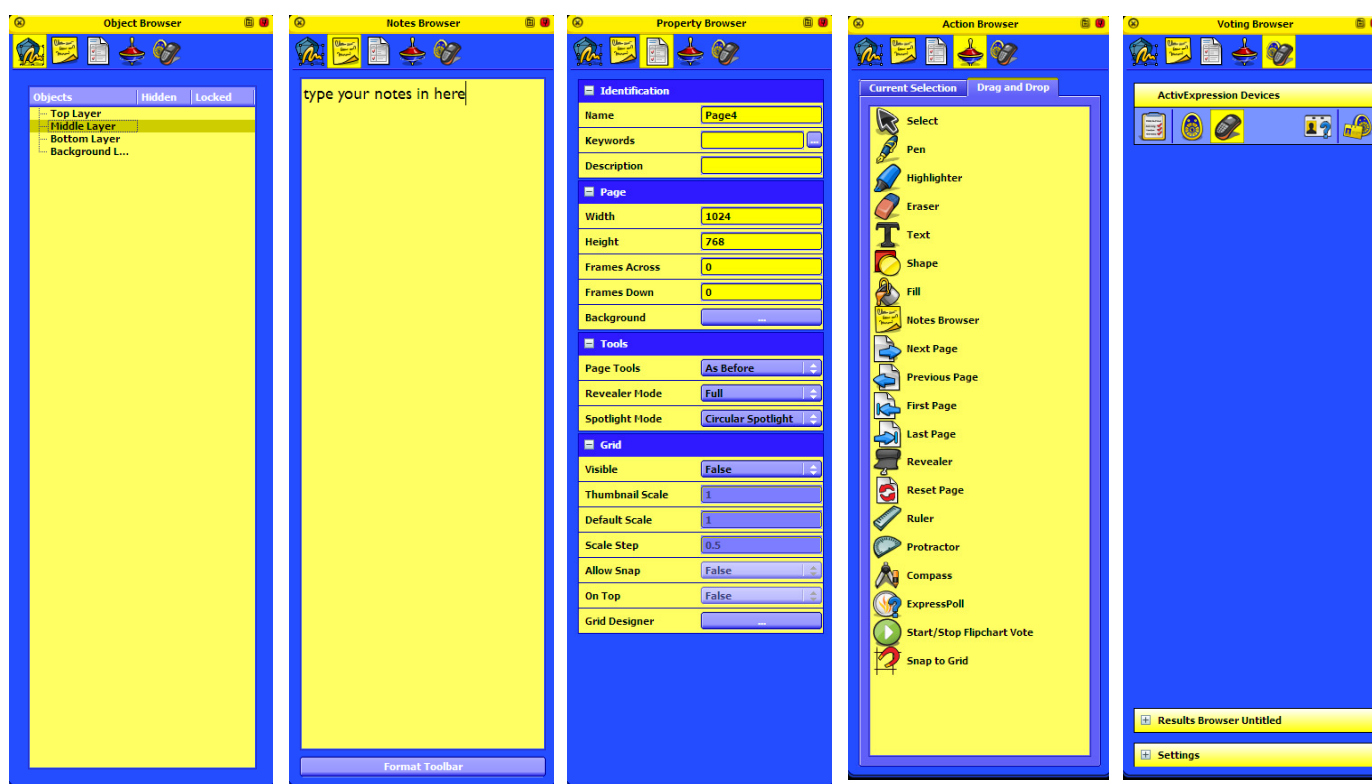 Object Browser
Objects Hidden Locked
Top Layer
Middle Layer
Bottom Layer
Background L...
Notes Browser
type your notes in here
Format Toolbar
Property Browser
Identification
Name Page4
Keywords ...
Description
Page
Width 1024
Height 768
Frames Across 0
Frames Down 0
Background ...
Tools
Page Tools As Before
Revealer Mode Full
Spotlight Mode Circular Spotlight
Grid
Visible False
Thumbnail Scale 1
Default Scale 1
Scale Step 0.5
Allow Snap False
On Top False
Grid Designer ...
Action Browser
Current Selection Drag and Drop
Select
Pen
Highlighter
Eraser
Text
Shape
Fill
Notes Browser
Next Page
Previous Page
First Page
Last Page
Revealer
Reset Page
Ruler
Protractor
Compass
ExpressPoll
Start/Stop Flipchart Vote
Snap to Grid
Voting Browser
ActivExpression Devices
Results Browser Untitled
Settings